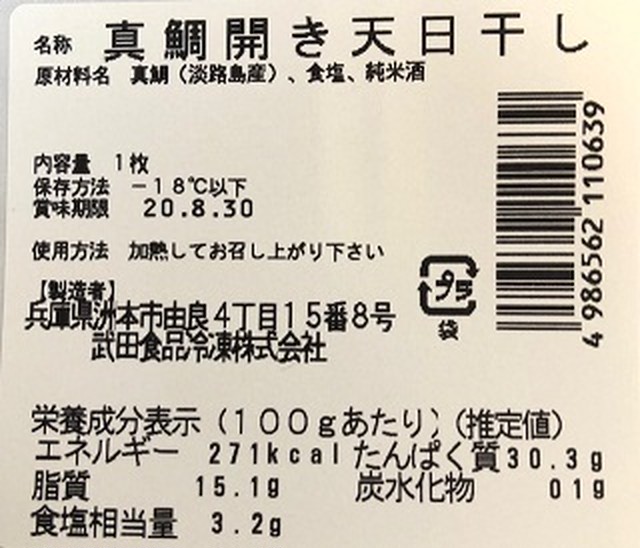 名称 真鯛開き天日干し
原材料名 真鯛（淡路島産）、食塩、純米酒
内容量 1枚
保存方法 －18℃以下
賞味期限 20.8.30
使用方法 加熱してお召し上がり下さい
【製造者】
兵庫県洲本市由良4丁目15番8号
武田食品冷凍株式会社
プラ
袋
4 986562 110639
栄養成分表示（100gあたり）（推定値）
エネルギー 271kcal たんぱく質30.3g
脂質 15.1g 炭水化物 01g
食塩相当量 3.2g